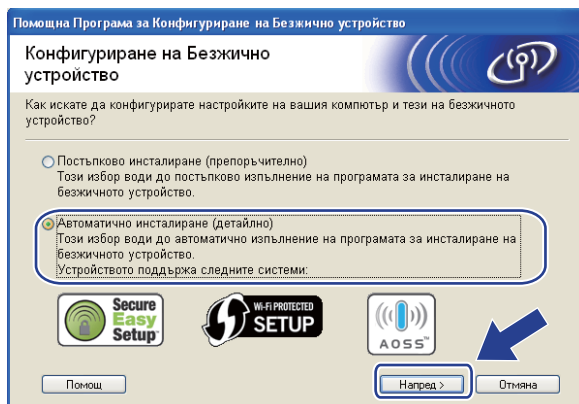 Помощна Програма за Конфигуриране на Безжично устройство
Конфигуриране на Безжично
устройство
Как искате да конфигурирате настройките на вашия компютър и тези на безжичното
устройство?
Постъпково инсталиране (препоръчително)
Този избор води до постъпково изпълнение на програмата за инсталиране на
безжичното устройство.
Автоматично инсталиране (детайлно)
Този избор води до автоматично изпълнение на програмата за инсталиране на
безжичното устройство.
Устройството поддържа следните системи:
Secure
Easy
Setup™
Wi-Fi PROTECTED
SETUP
AOSS™
Помощ
Напред >
Отмяна